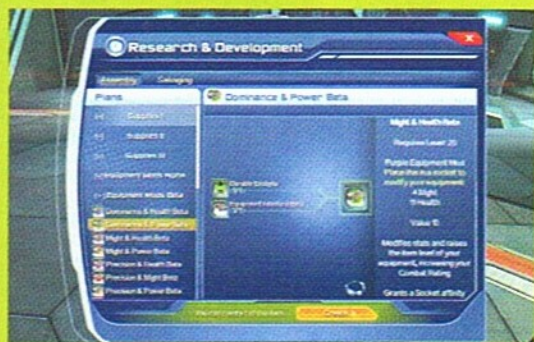 Research & Development
Assembly Salvaging
Plans
Supplies I
Supplies II
Supplies III
Equipment Mods Alpha
Equipment Mods Beta
Dominance & Health Beta
Dominance & Power Beta
Might & Health Beta
Might & Power Beta
Precision & Health Beta
Precision & Might Beta
Precision & Power Beta
Dominance & Power Beta
Might & Health Beta
Requires Level: 20
Purple Equipment Mod
Place this in a socket to
modify your equipment:
4 Might
11 Health
Modifies stats and raises
the item level of your
equipment, increasing your
Combat Rating
Grants a Socket affinity